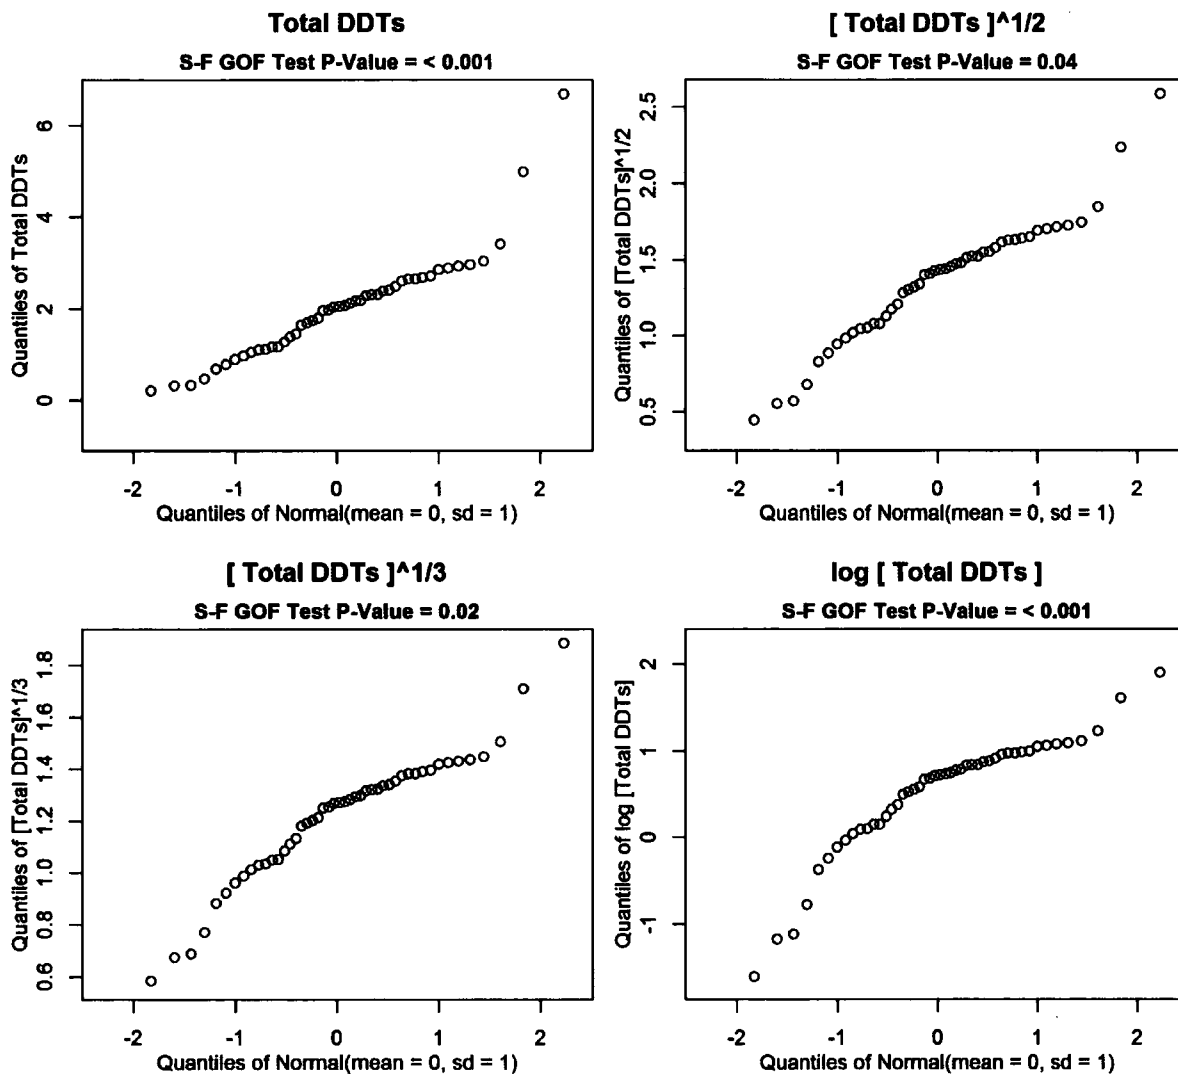 Total DDTs
S-F GOF Test P-Value = < 0.001
Quantiles of Total DDTs
6
4
2
0
-2 -1 0 1 2
Quantiles of Normal(mean = 0, sd = 1)
[ Total DDTs ]^1/2
S-F GOF Test P-Value = 0.04
Quantiles of [Total DDTs]^1/2
2.5
2.0
1.5
1.0
0.5
-2 -1 0 1 2
Quantiles of Normal(mean = 0, sd = 1)
[ Total DDTs ]^1/3
S-F GOF Test P-Value = 0.02
Quantiles of [Total DDTs]^1/3
1.8
1.6
1.4
1.2
1.0
0.8
0.6
-2 -1 0 1 2
Quantiles of Normal(mean = 0, sd = 1)
log [ Total DDTs ]
S-F GOF Test P-Value = < 0.001
Quantiles of log [Total DDTs]
2
1
0
-1
-2 -1 0 1 2
Quantiles of Normal(mean = 0, sd = 1)